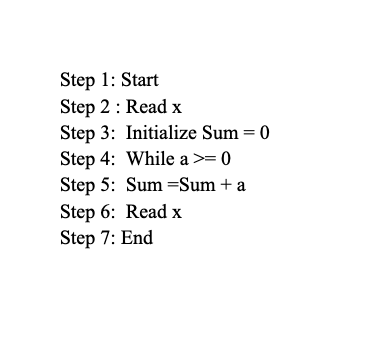 Step 1: Start
Step 2 : Read x
Step 3:  Initialize Sum = 0
Step 4:  While a >= 0
Step 5:  Sum =Sum + a
Step 6:  Read x
Step 7: End